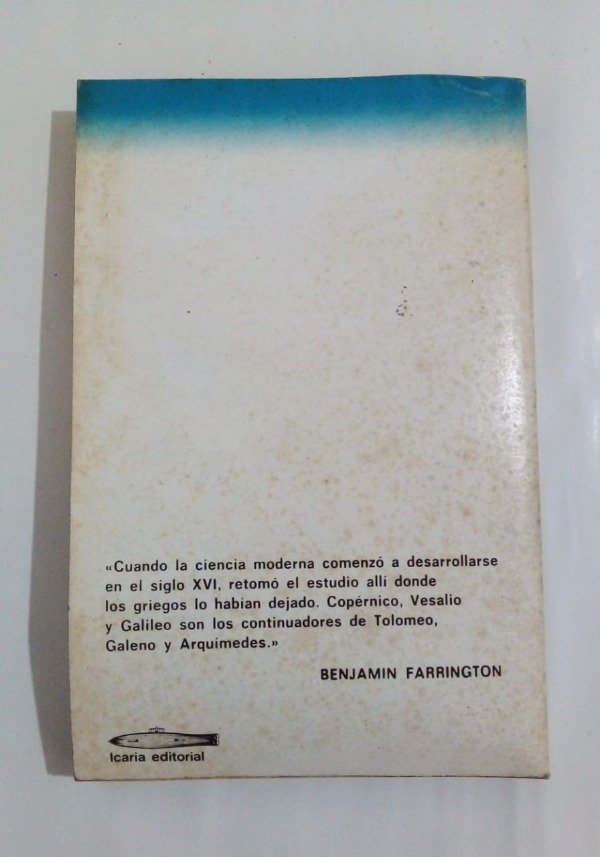 «Cuando la ciencia moderna comenzó a desarrollarse
en el siglo XVI, retomó el estudio allí donde
los griegos lo habían dejado. Copérnico, Vesalio
y Galileo son los continuadores de Tolomeo,
Galeno y Arquímedes.»
BENJAMIN FARRINGTON
Icaria editorial